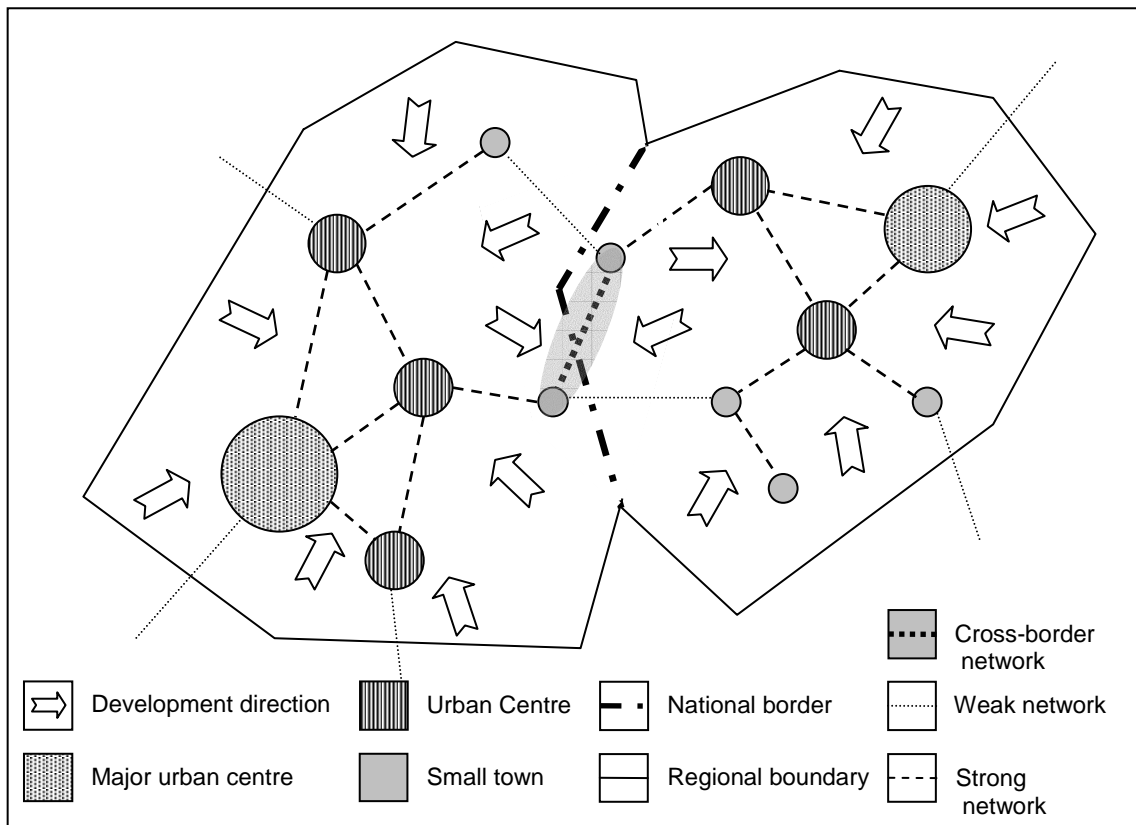 Cross-border
network
Development direction
Urban Centre
National border
Weak network
Major urban centre
Small town
Regional boundary
Strong
network